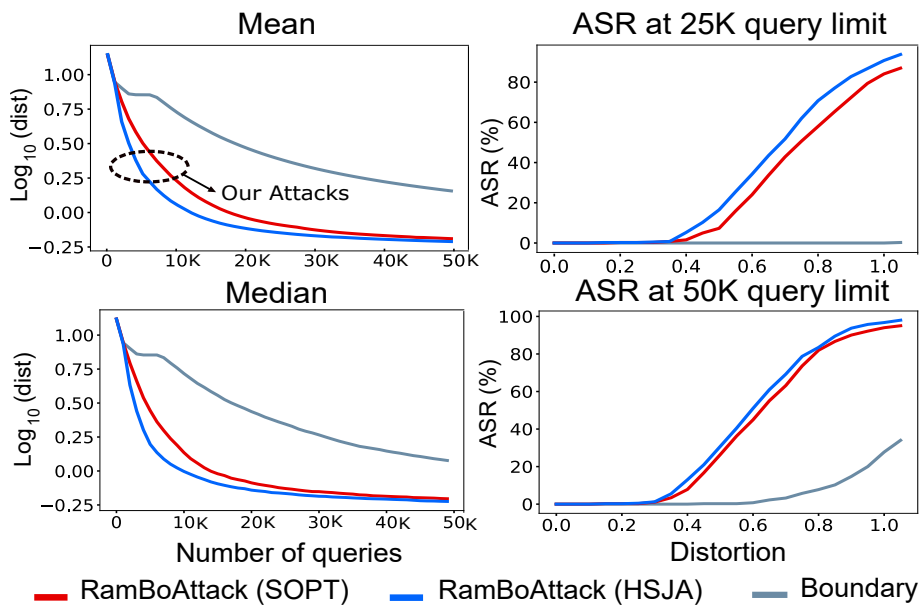 Mean
Log10 (dist)
1.00
0.75
0.50
0.25
0.00
−0.25
Our Attacks
0 10K 20K 30K 40K 50K
ASR at 25K query limit
ASR (%)
80
60
40
20
0
0.0 0.2 0.4 0.6 0.8 1.0
Median
Log10 (dist)
1.00
0.75
0.50
0.25
0.00
−0.25
0 10K 20K 30K 40K 50K
Number of queries
ASR at 50K query limit
ASR (%)
100
80
60
40
20
0
0.0 0.2 0.4 0.6 0.8 1.0
Distortion
RamBoAttack (SOPT) RamBoAttack (HSJA) Boundary